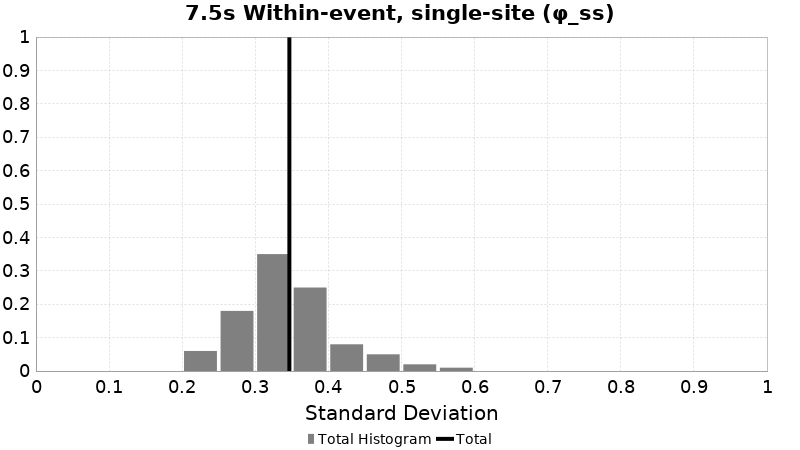 7.5s Within-event, single-site (φ_ss)
1
0.9
0.8
0.7
0.6
0.5
0.4
0.3
0.2
0.1
0
0 0.1 0.2 0.3 0.4 0.5 0.6 0.7 0.8 0.9 1
Standard Deviation
Total Histogram Total